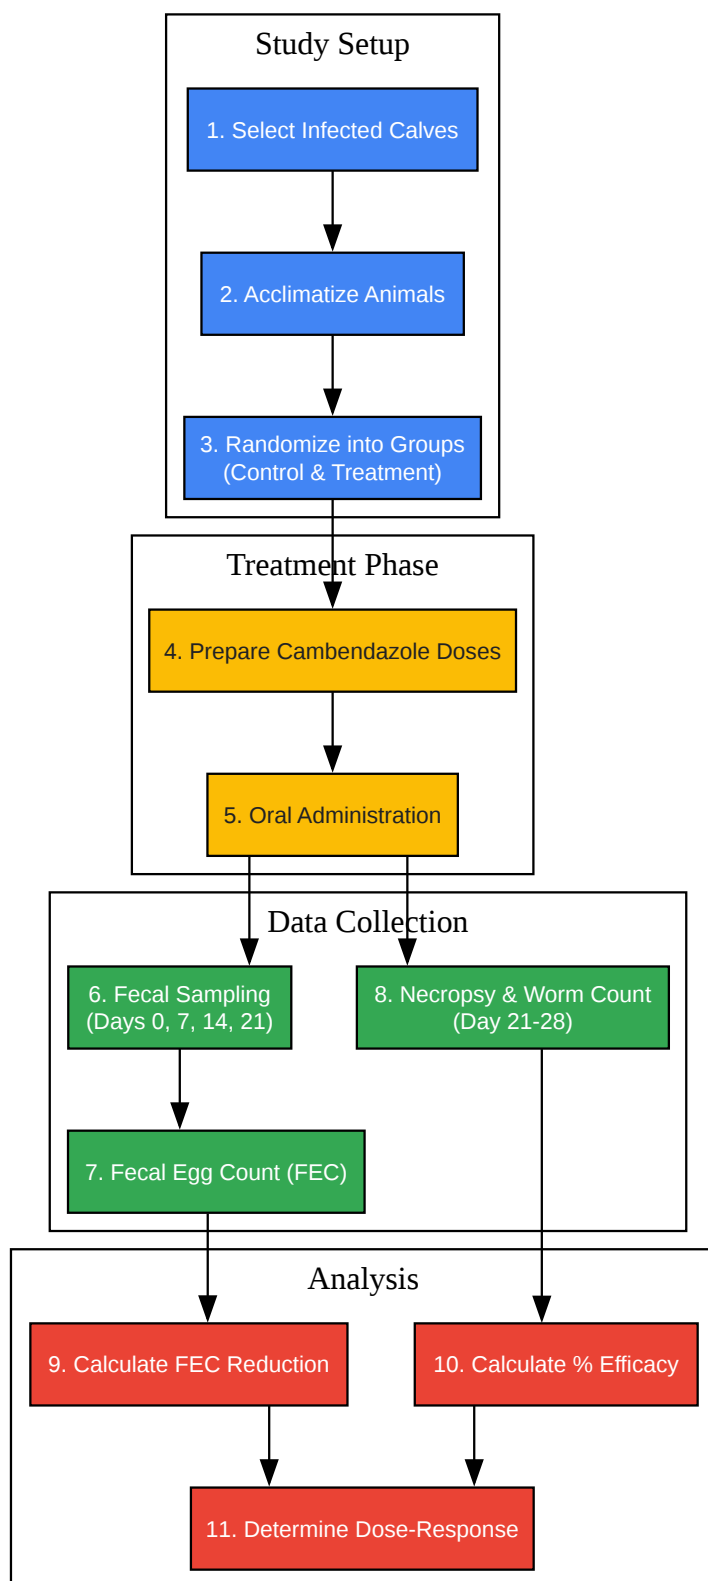 Study Setup
1. Select Infected Calves
2. Acclimatize Animals
3. Randomize into Groups
(Control & Treatment)
Treatment Phase
4. Prepare Cambendazole Doses
5. Oral Administration
Data Collection
6. Fecal Sampling
(Days 0, 7, 14, 21)
8. Necropsy & Worm Count
(Day 21-28)
7. Fecal Egg Count (FEC)
Analysis
9. Calculate FEC Reduction
10. Calculate % Efficacy
11. Determine Dose-Response